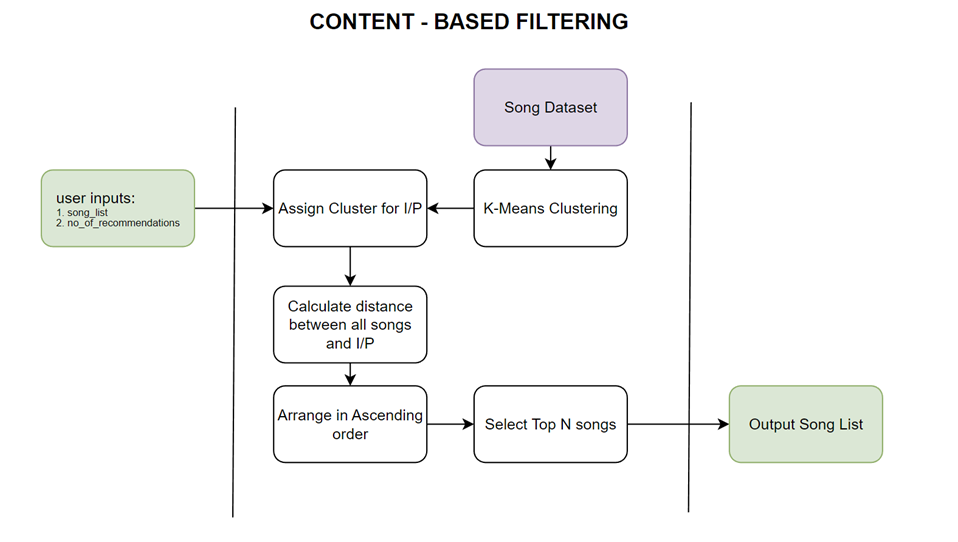 CONTENT - BASED FILTERING
Song Dataset
user inputs:
1. song_list
2. no_of_recommendations
Assign Cluster for I/P
K-Means Clustering
Calculate distance
between all songs
and I/P
Arrange in Ascending
order
Select Top N songs
Output Song List